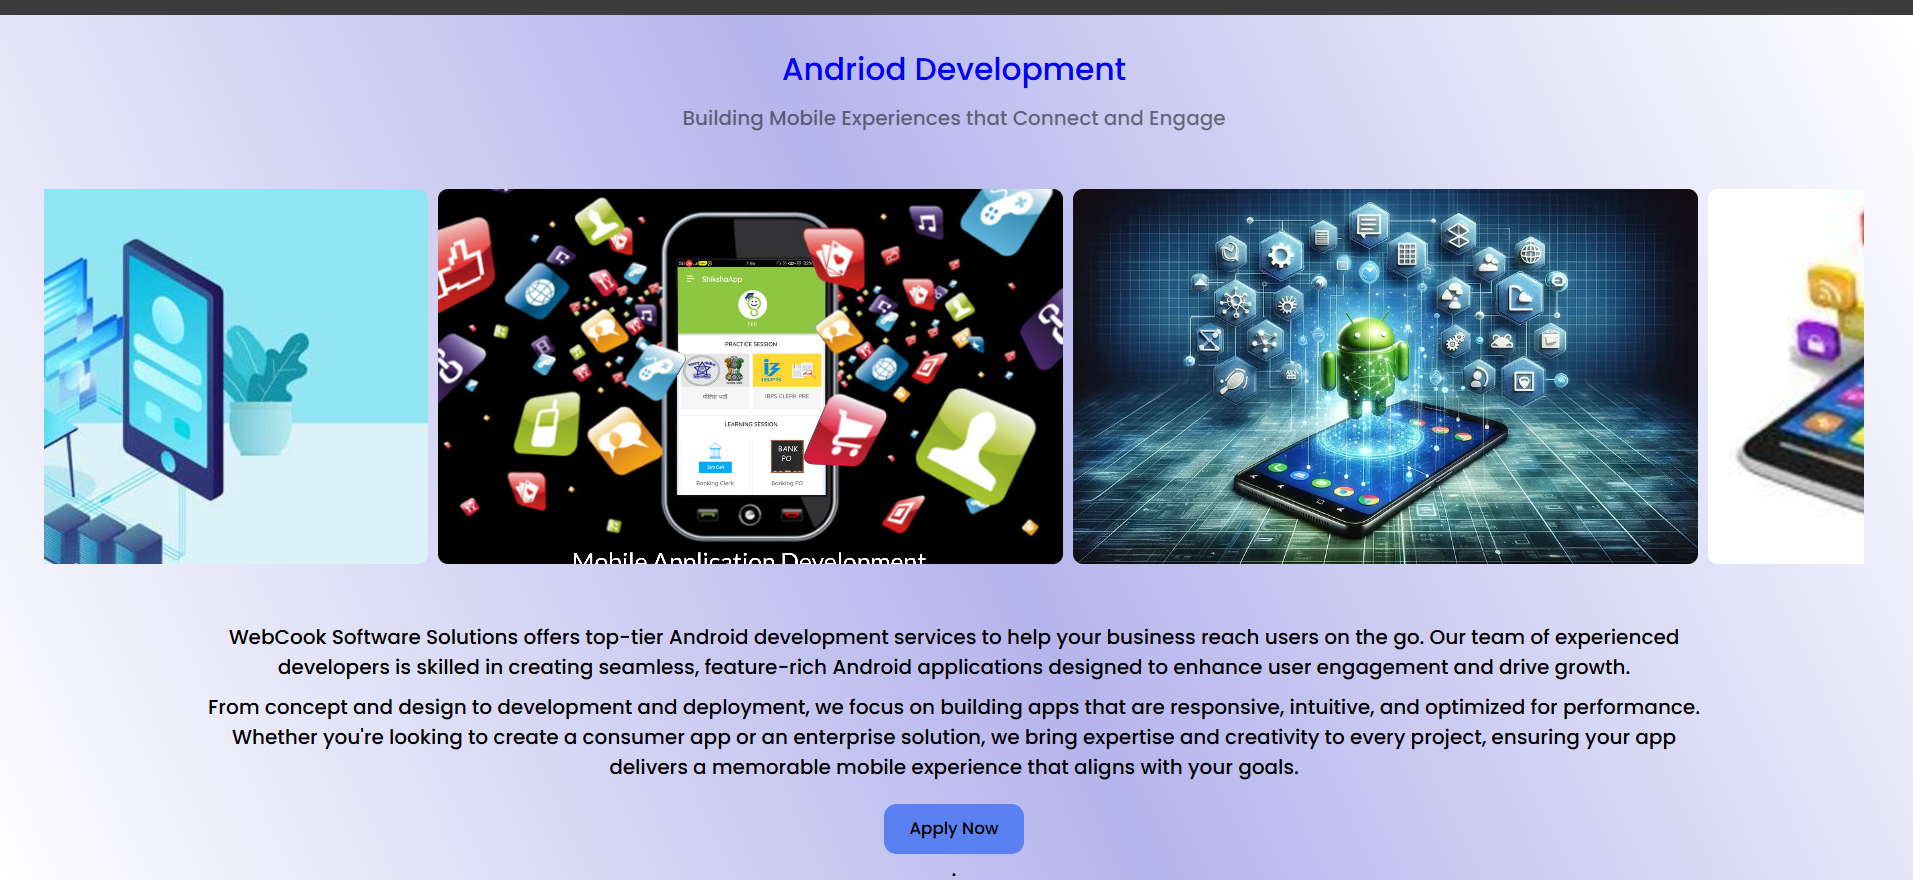 Andriod Development
Building Mobile Experiences that Connect and Engage
ShikshaApp
PRACTICE SESSION
पोलिस भर्ती
IBPS
IBPS CLERK PRE
LEARNING SESSION
BANK
PO
Banking Clerk
Banking PO
Mobile Application Development
WebCook Software Solutions offers top-tier Android development services to help your business reach users on the go. Our team of experienced
developers is skilled in creating seamless, feature-rich Android applications designed to enhance user engagement and drive growth.
From concept and design to development and deployment, we focus on building apps that are responsive, intuitive, and optimized for performance.
Whether you're looking to create a consumer app or an enterprise solution, we bring expertise and creativity to every project, ensuring your app
delivers a memorable mobile experience that aligns with your goals.
Apply Now
.